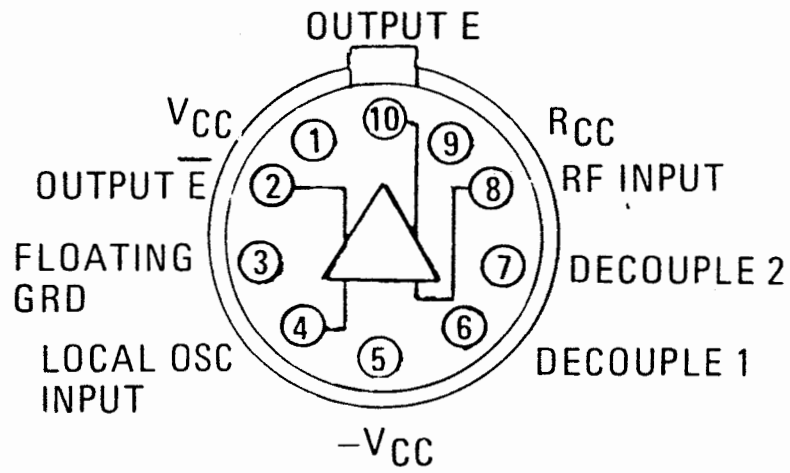 OUTPUT E
VCC
10
RCC
1
9
OUTPUT E̅
2
8
RF INPUT
FLOATING
GRD
3
7
DECOUPLE 2
4
6
LOCAL OSC
INPUT
5
DECOUPLE 1
–VCC